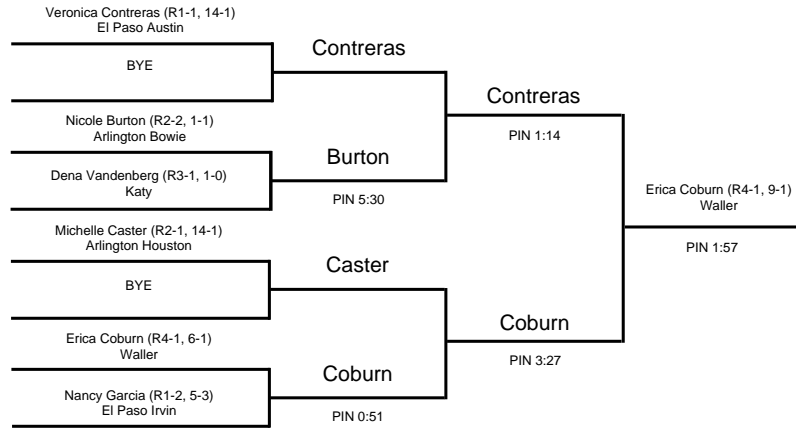 Veronica Contreras (R1-1, 14-1)
El Paso Austin
BYE
Contreras
Nicole Burton (R2-2, 1-1)
Arlington Bowie
Dena Vandenberg (R3-1, 1-0)
Katy
Burton
PIN 5:30
Contreras
PIN 1:14
Michelle Caster (R2-1, 14-1)
Arlington Houston
BYE
Caster
Erica Coburn (R4-1, 6-1)
Waller
Nancy Garcia (R1-2, 5-3)
El Paso Irvin
Coburn
PIN 0:51
Coburn
PIN 3:27
Erica Coburn (R4-1, 9-1)
Waller
PIN 1:57